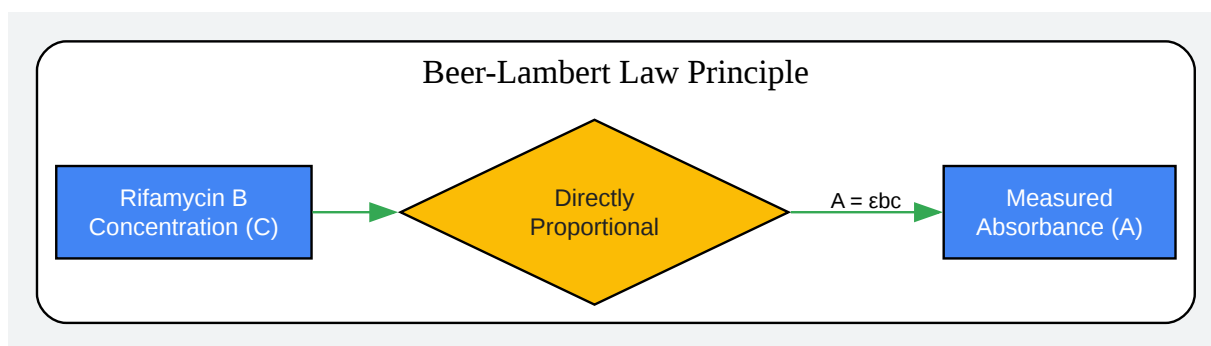 Beer-Lambert Law Principle
Rifamycin B
Concentration (C)
Directly
Proportional
A = εbc
Measured
Absorbance (A)